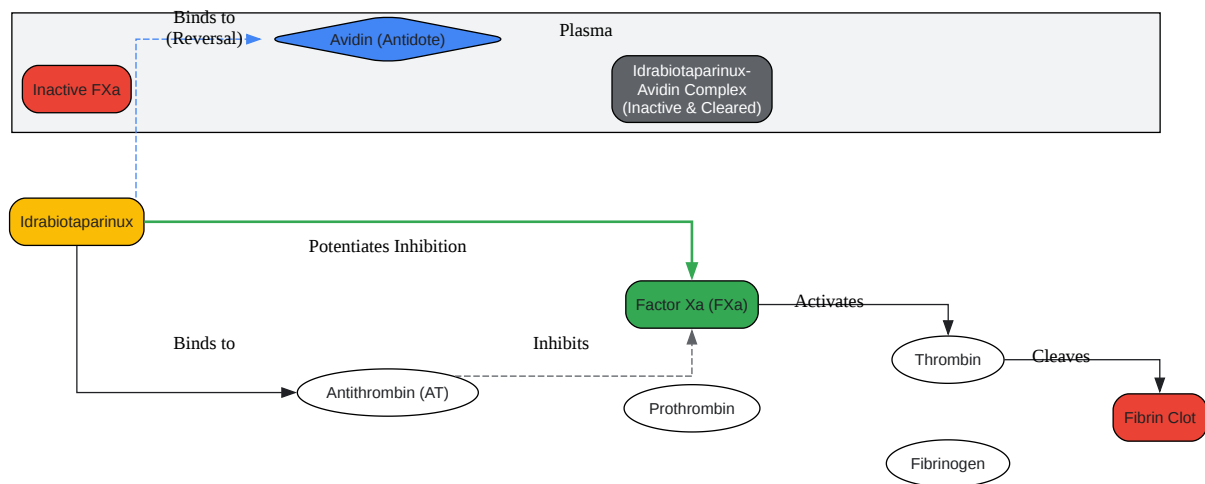 Binds to
(Reversal)
Avidin (Antidote)
Plasma
Inactive FXa
Idrabiotaparinux-
Avidin Complex
(Inactive & Cleared)
Idrabiotaparinux
Potentiates Inhibition
Factor Xa (FXa)
Activates
Binds to
Inhibits
Thrombin
Cleaves
Antithrombin (AT)
Prothrombin
Fibrin Clot
Fibrinogen